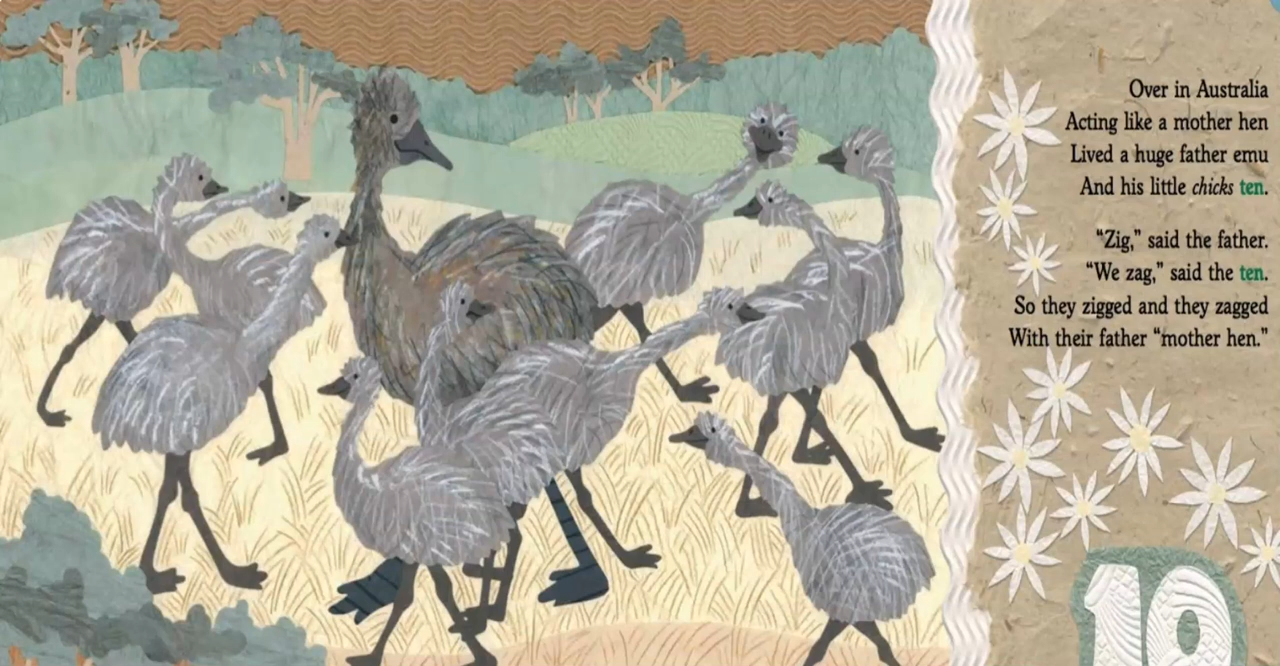 Over in Australia
Acting like a mother hen
Lived a huge father emu
And his little chicks ten.
“Zig,” said the father.
“We zag,” said the ten.
So they zigged and they zagged
With their father “mother hen.”
10